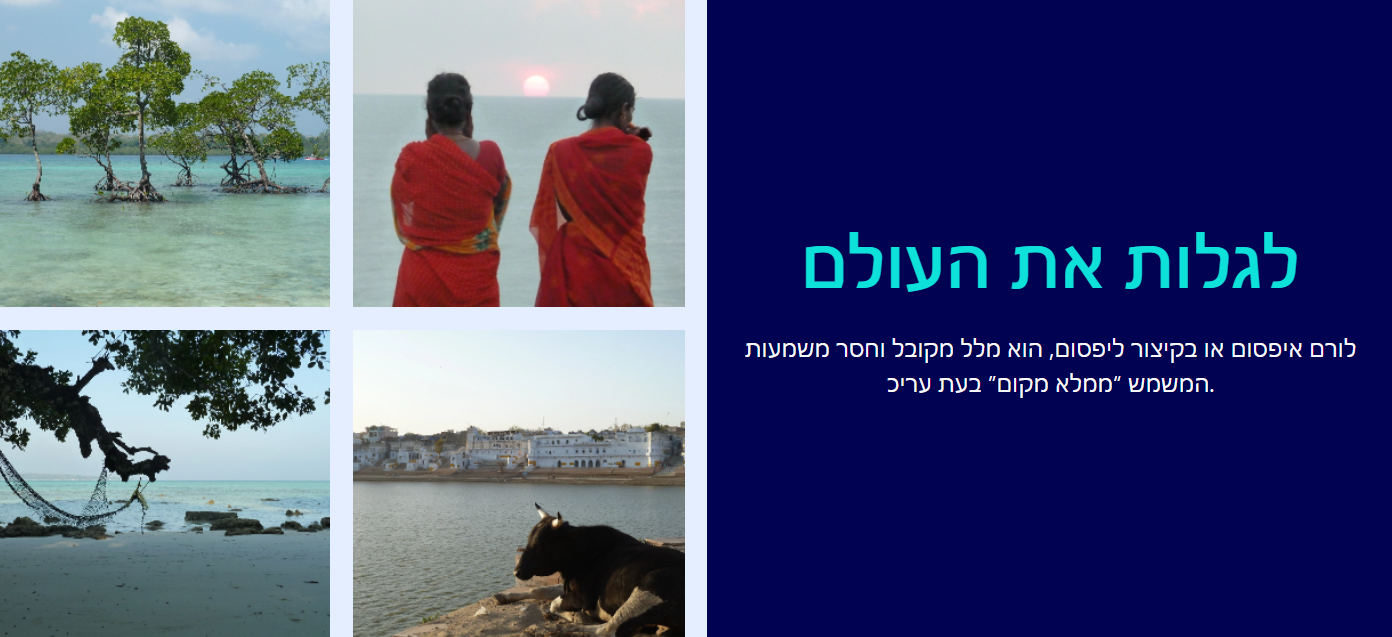 לגלות את העולם
לורם איפסום או בקיצור ליפסום, הוא מלל מקובל וחסר משמעות
.המשמש "ממלא מקום" בעת עריכ